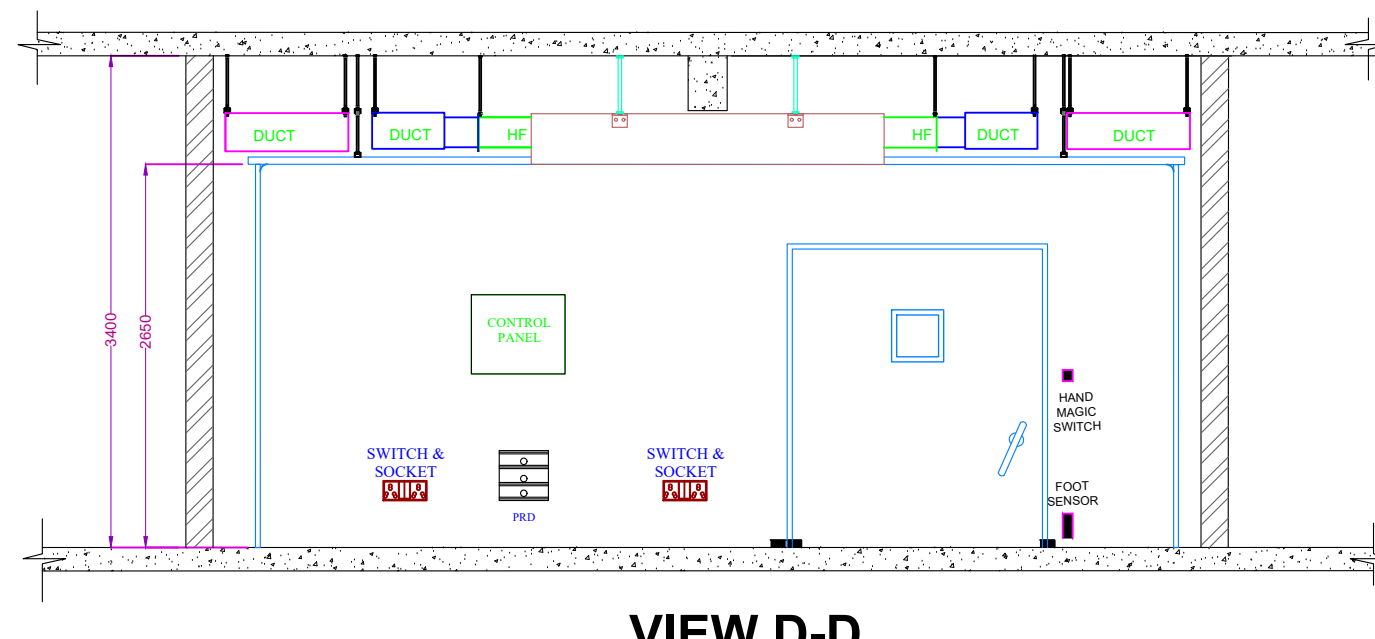 DUCT
DUCT
HF
HF
DUCT
DUCT
3400
2650
CONTROL
PANEL
HAND
MAGIC
SWITCH
SWITCH &
SOCKET
SWITCH &
SOCKET
FOOT
SENSOR
PRD
VIEW D-D